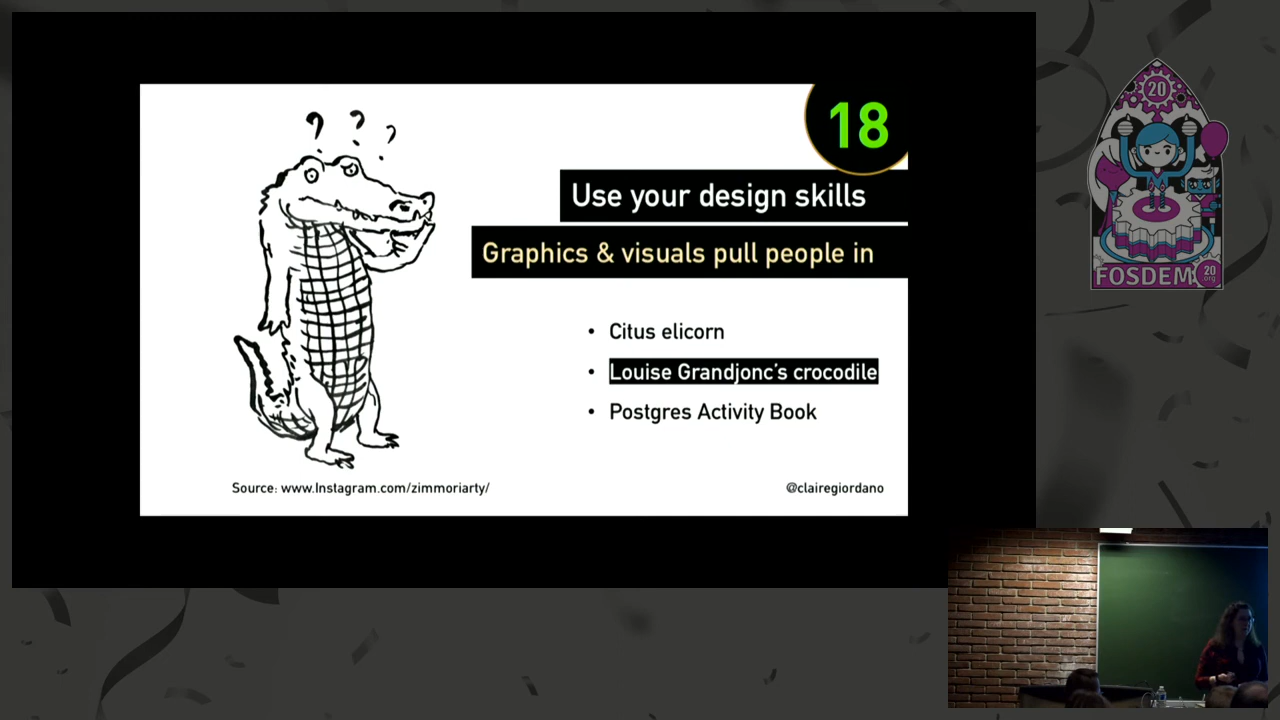 ? ? ?
18
Use your design skills
Graphics & visuals pull people in
• Citus elicorn
• Louise Grandjonc's crocodile
• Postgres Activity Book
Source: www.Instagram.com/zimmoriarty/
@clairegiordano
20
FOSDEM
20
.org